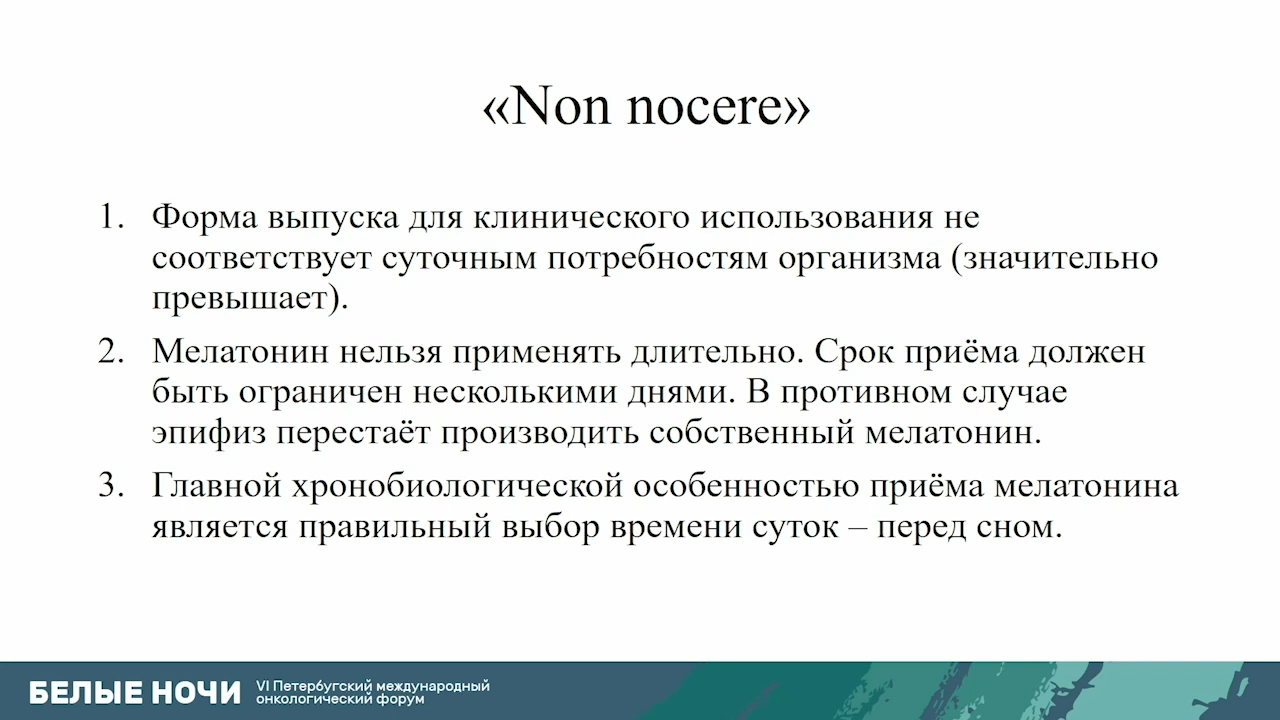 «Non nocere»
1. Форма выпуска для клинического использования не
соответствует суточным потребностям организма (значительно
превышает).
2. Мелатонин нельзя применять длительно. Срок приёма должен
быть ограничен несколькими днями. В противном случае
эпифиз перестаёт производить собственный мелатонин.
3. Главной хронобиологической особенностью приёма мелатонина
является правильный выбор времени суток – перед сном.
БЕЛЫЕ НОЧИ
VI Петербугский международный
онкологический форум